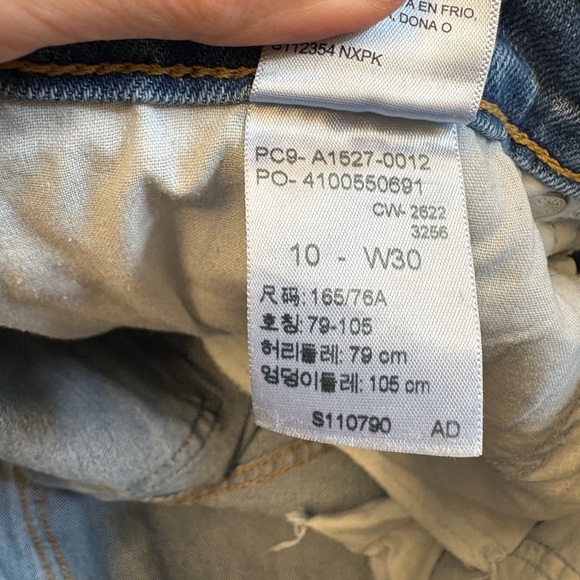 A EN FRIO,
, DONA O
S112354 NXPK
PC9- A1527-0012
PO- 4100550691
CW- 2622
3256
10 - W30
尺码: 165/76A
호칭: 79-105
허리둘레: 79 cm
엉덩이둘레: 105 cm
S110790 AD